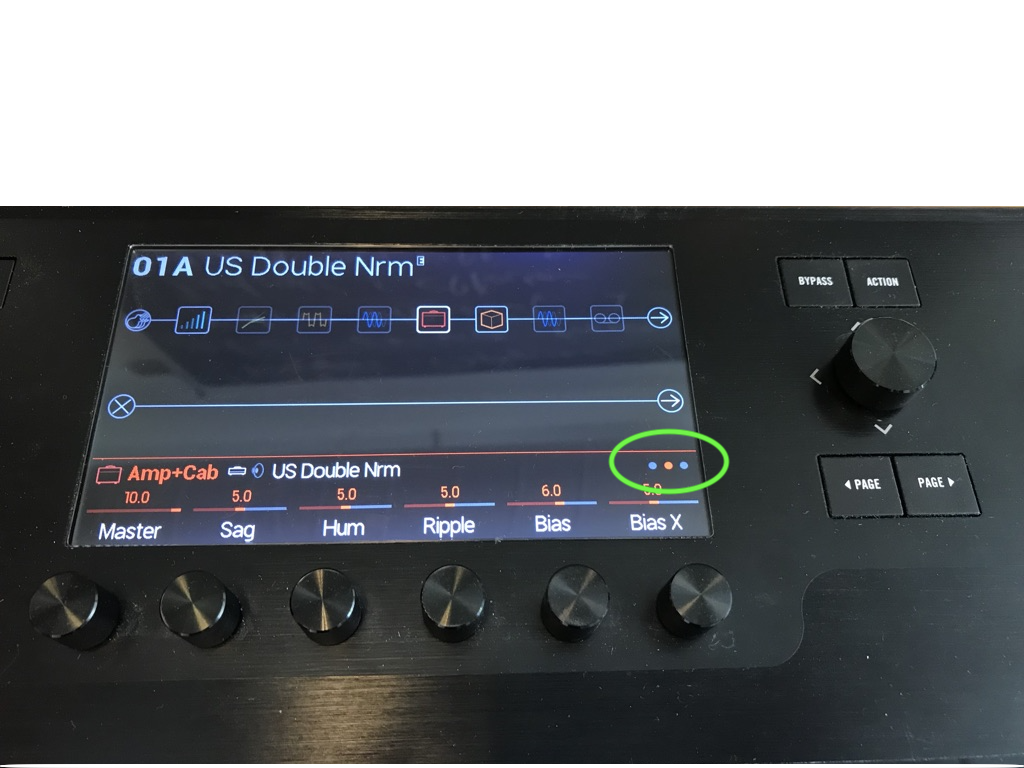 01A US Double Nrm E
BYPASS ACTION
Amp+Cab US Double Nrm
10.0 5.0 5.0 5.0 6.0 5.0
Master Sag Hum Ripple Bias Bias X
PAGE PAGE